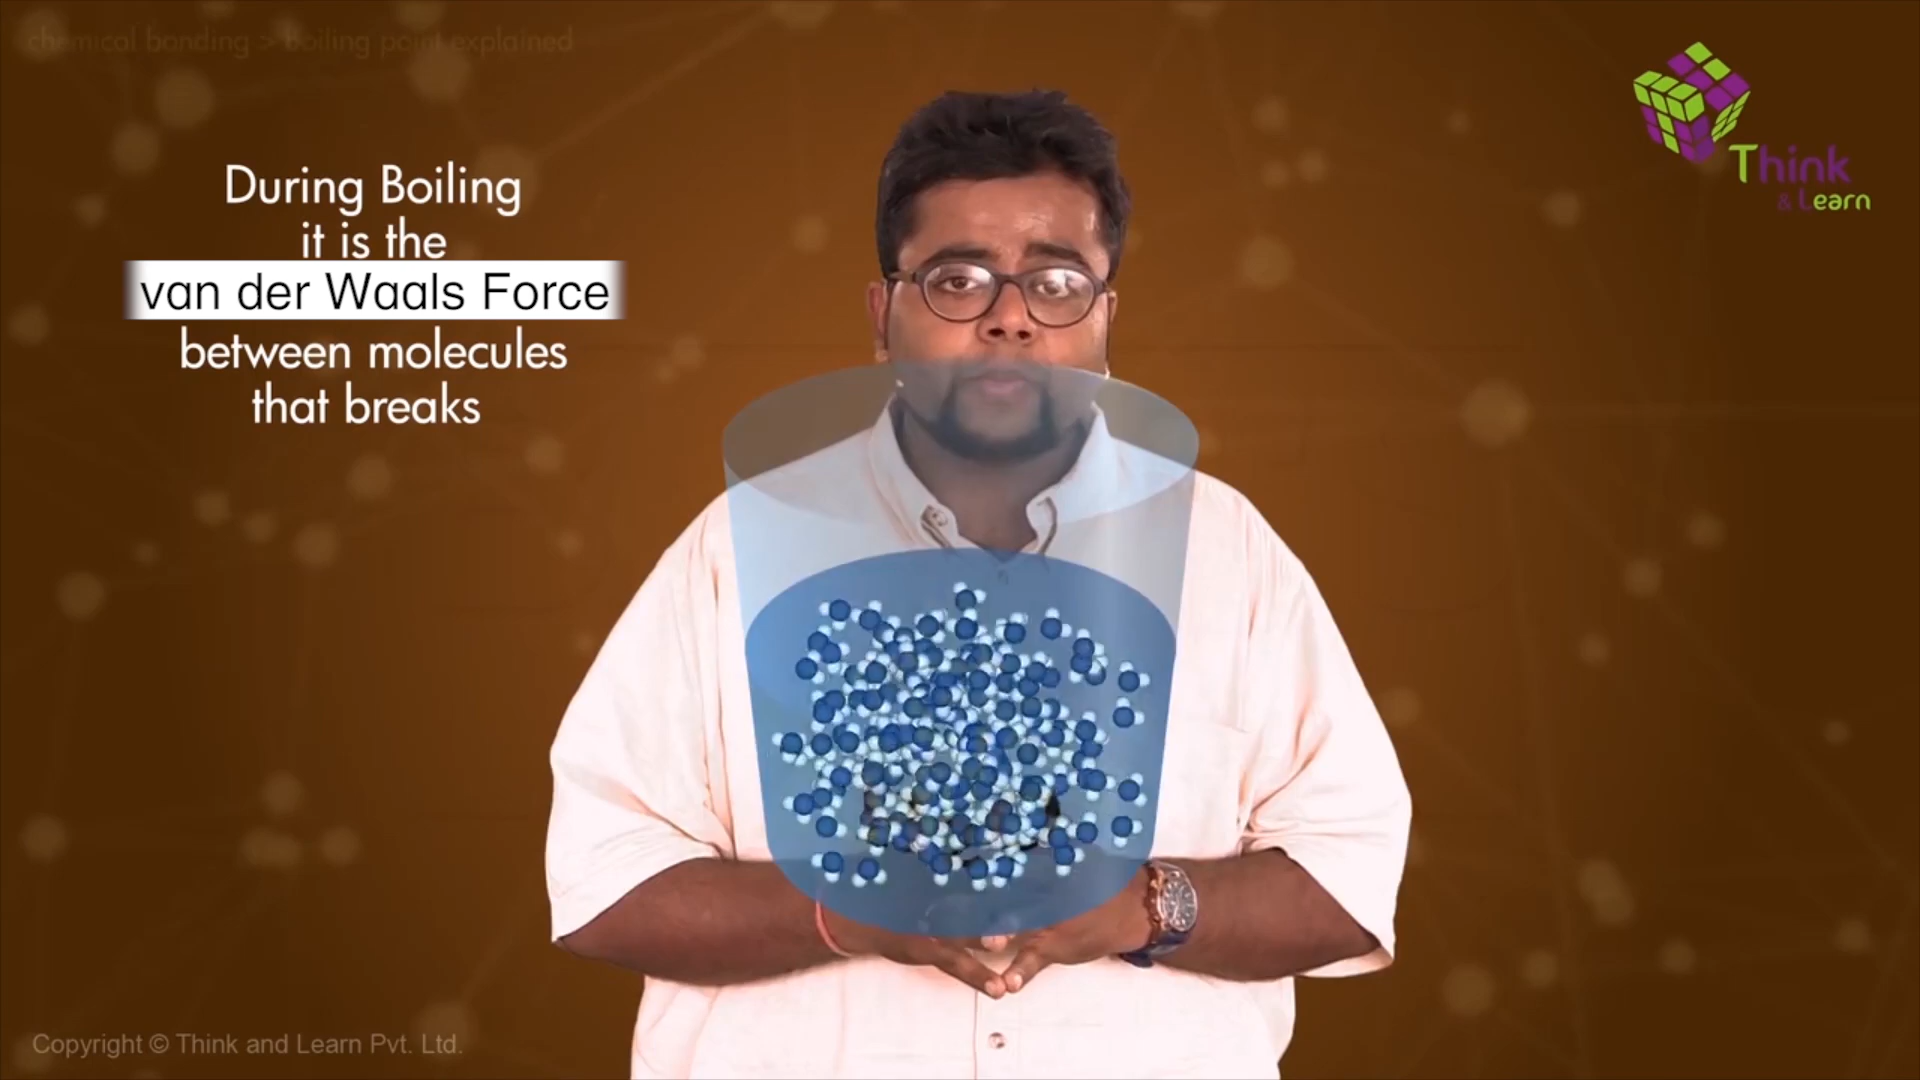 chemical bonding > boiling point explained
Think
& Learn
During Boiling
it is the
van der Waals Force
between molecules
that breaks
Copyright © Think and Learn Pvt. Ltd.